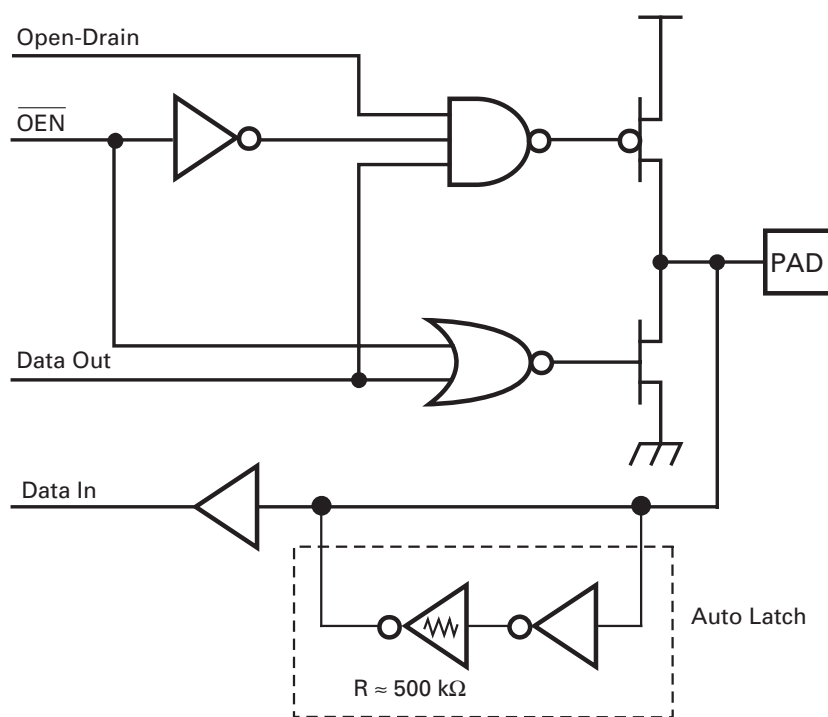 Open-Drain
OEN
PAD
Data Out
Data In
Auto Latch
R ≈ 500 kΩ